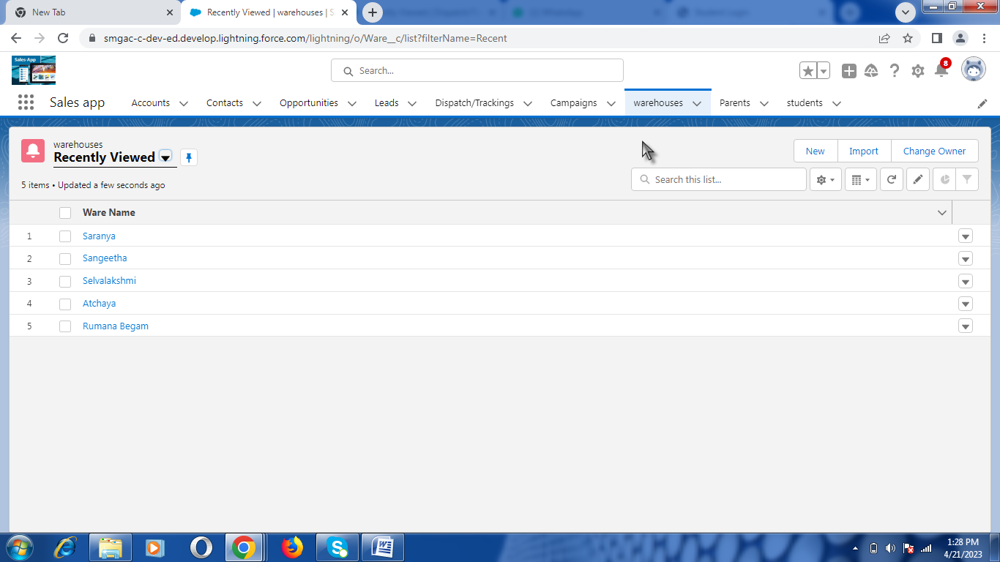 New Tab
Recently Viewed | warehouses | S
smgac-c-dev-ed.develop.lightning.force.com/lightning/o/Ware__c/list?filterName=Recent
Sales-App
Search...
8
Sales app Accounts Contacts Opportunities Leads Dispatch/Trackings Campaigns warehouses Parents students
warehouses
Recently Viewed
New Import Change Owner
5 items • Updated a few seconds ago
Search this list...
Ware Name
1 Saranya
2 Sangeetha
3 Selvalakshmi
4 Atchaya
5 Rumana Begam
1:28 PM
4/21/2023